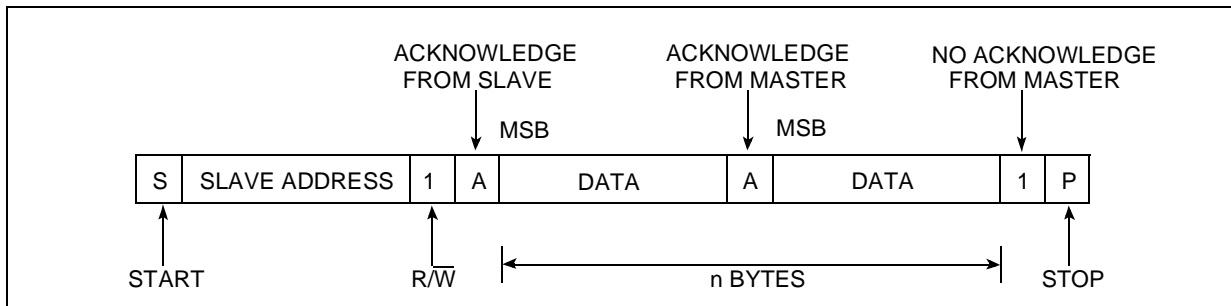 ACKNOWLEDGE
FROM SLAVE
ACKNOWLEDGE
FROM MASTER
NO ACKNOWLEDGE
FROM MASTER
MSB
MSB
S SLAVE ADDRESS 1 A DATA A DATA 1 P
START
R/W̅
n BYTES
STOP